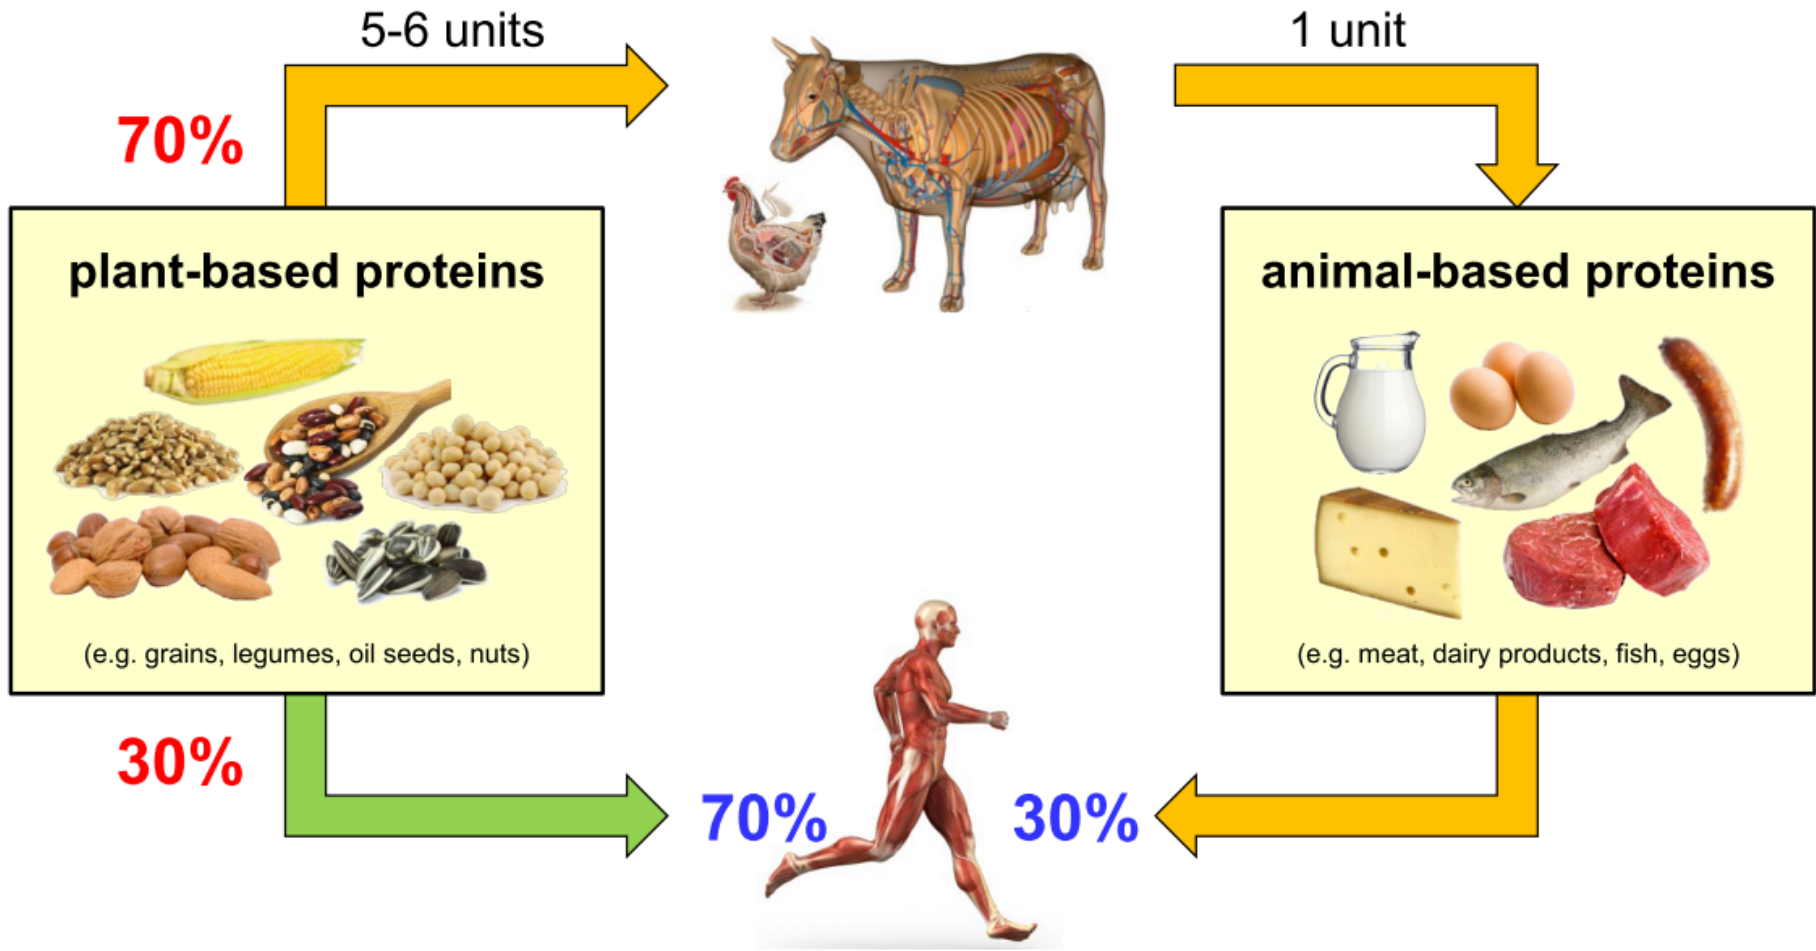 5-6 units
1 unit
70%
plant-based proteins
(e.g. grains, legumes, oil seeds, nuts)
animal-based proteins
(e.g. meat, dairy products, fish, eggs)
30%
70%
30%